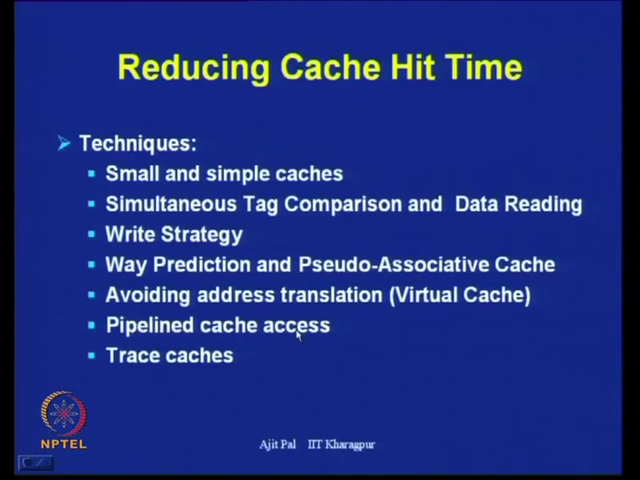 Reducing Cache Hit Time
Techniques:
Small and simple caches
Simultaneous Tag Comparison and Data Reading
Write Strategy
Way Prediction and Pseudo-Associative Cache
Avoiding address translation (Virtual Cache)
Pipelined cache access
Trace caches
NPTEL
Ajit Pal IIT Kharagpur